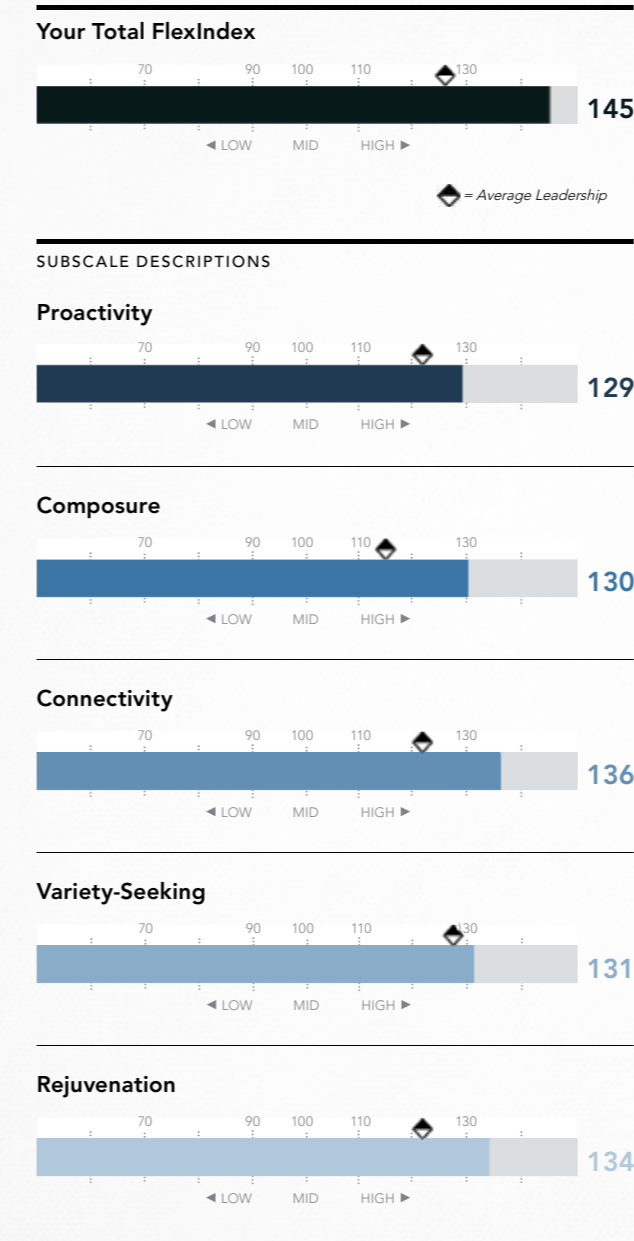 Your Total FlexIndex
70 90 100 110 130
145
◄ LOW MID HIGH ►
= Average Leadership
SUBSCALE DESCRIPTIONS
Proactivity
70 90 100 110 130
129
◄ LOW MID HIGH ►
Composure
70 90 100 110 130
130
◄ LOW MID HIGH ►
Connectivity
70 90 100 110 130
136
◄ LOW MID HIGH ►
Variety-Seeking
70 90 100 110 130
131
◄ LOW MID HIGH ►
Rejuvenation
70 90 100 110 130
134
◄ LOW MID HIGH ►